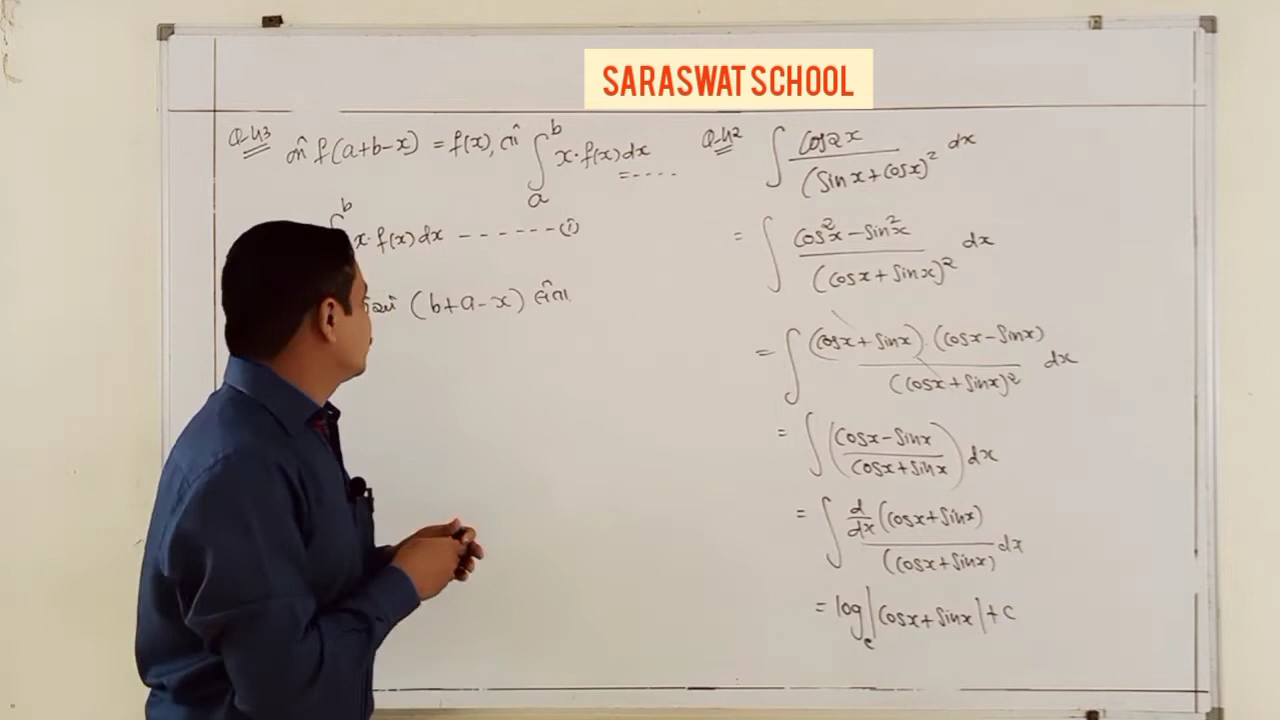 SARASWAT SCHOOL
Q-43 f(a+b-x) = f(x), ∫_a^b x·f(x)dx = ----
∫^b x·f(x)dx ------ (i)
(b+a-x)
Q-42 ∫ cos2x / (sinx+cosx)² dx
= ∫ (cos²x - sin²x) / (cosx+sinx)² dx
= ∫ (cosx+sinx)·(cosx-sinx) / (cosx+sinx)² dx
= ∫ ((cosx-sinx) / (cosx+sinx)) dx
= ∫ d/dx (cosx+sinx) / (cosx+sinx) dx
= log_e |cosx+sinx| + c